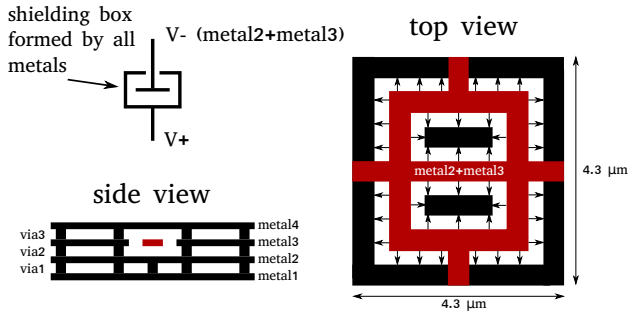 shielding box
formed by all
metals
V- (metal2+metal3)
V+
top view
metal2+metal3
4.3 μm
4.3 μm
side view
via3
via2
via1
metal4
metal3
metal2
metal1